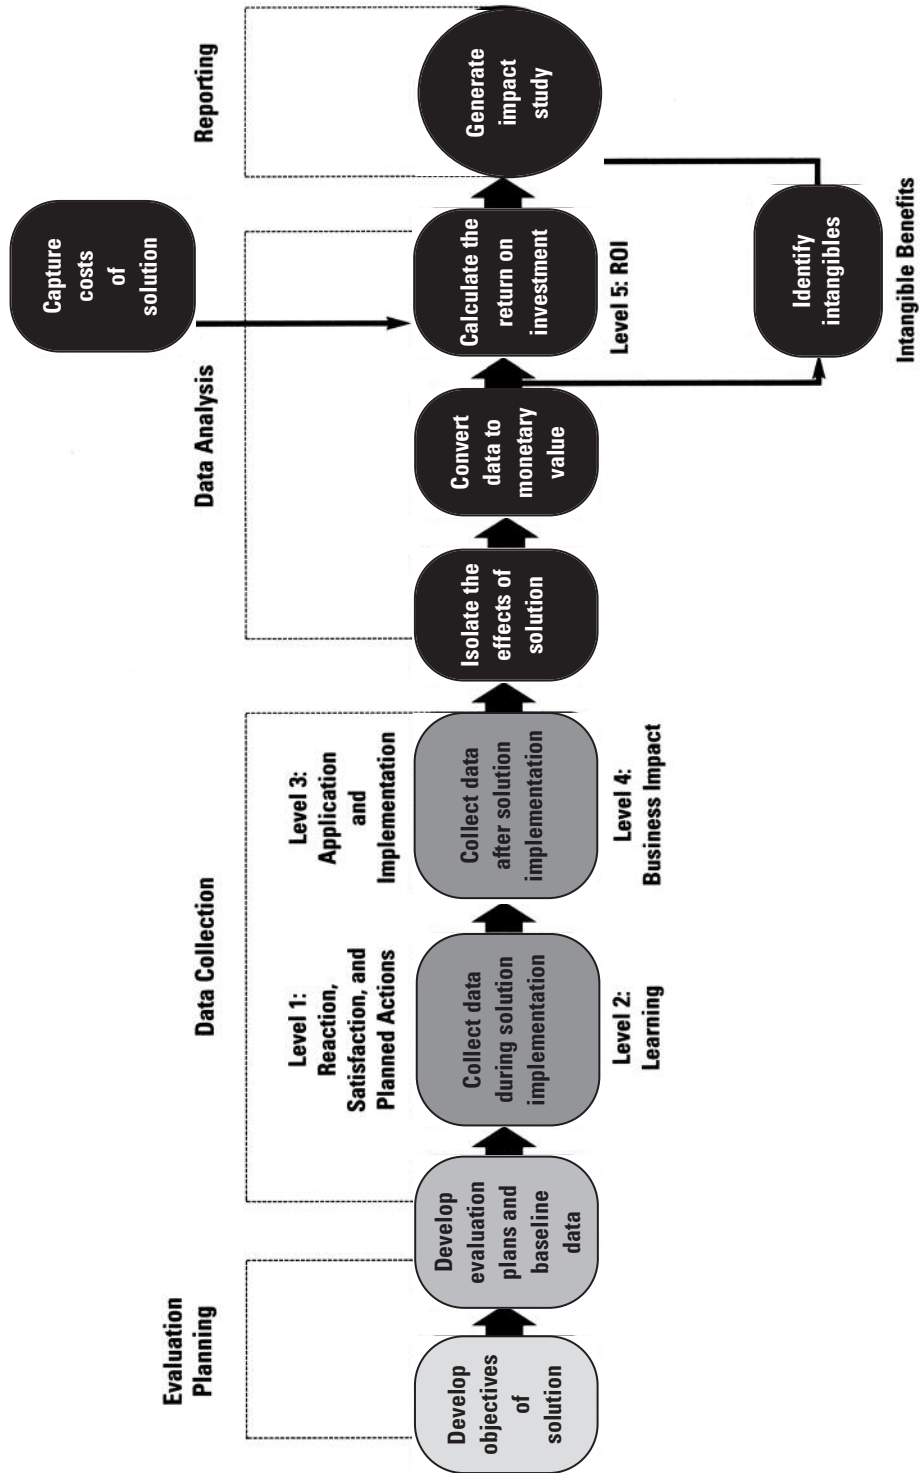 Evaluation
Planning
Data Collection
Data Analysis
Reporting
Capture
costs
of
solution
Level 1:
Reaction,
Satisfaction, and
Planned Actions
Level 3:
Application
and
Implementation
Develop
objectives
of
solution
Develop
evaluation
plans and
baseline
data
Collect data
during solution
implementation
Collect data
after solution
implementation
Isolate the
effects of
solution
Convert
data to
monetary
value
Calculate the
return on
investment
Generate
impact
study
Level 2:
Learning
Level 4:
Business Impact
Level 5: ROI
Identify
intangibles
Intangible Benefits